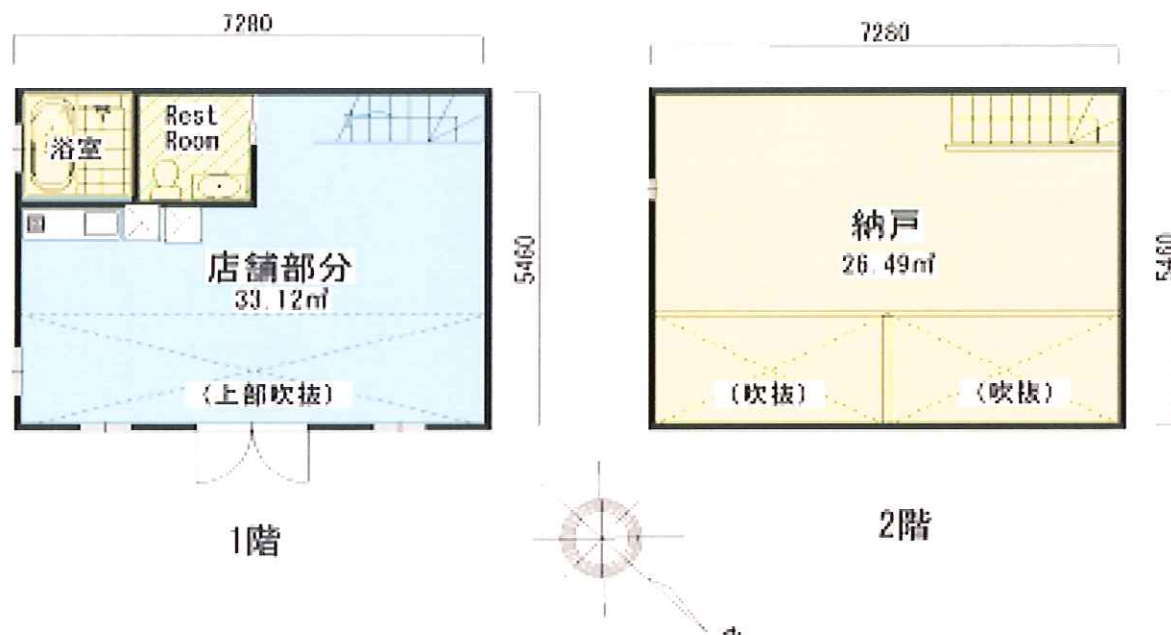 7280
7280
Rest
Room
浴室
店舗部分
33.12㎡
5460
納戸
26.49㎡
5460
(上部吹抜)
(吹抜)
(吹抜)
1階
2階